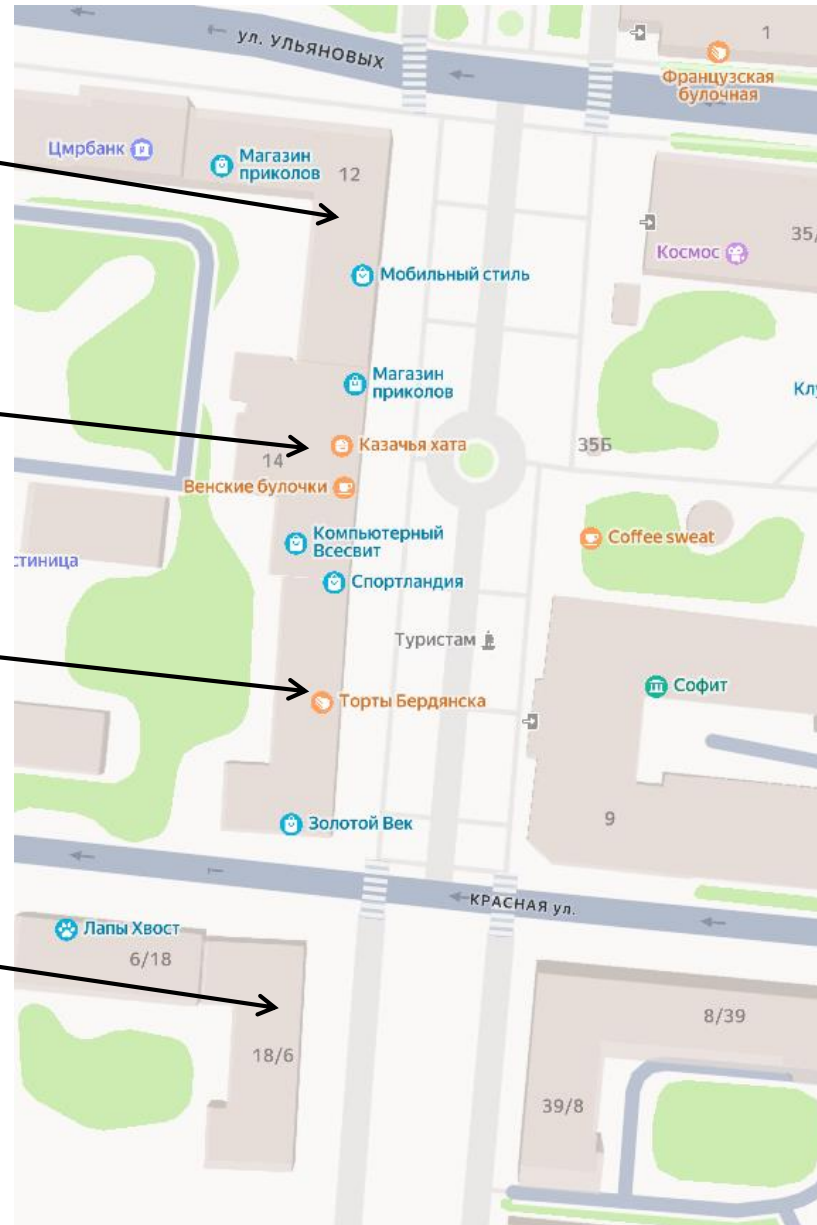 ул. УЛЬЯНОВЫХ
1
Французская
булочная
Цмрбанк
Магазин
приколов
12
35/
Космос
Мобильный стиль
Магазин
приколов
Клу
Казачья хата
35Б
14
Венские булочки
Компьютерный
Всесвит
Coffee sweat
стиница
Спортландия
Туристам
Софит
Торты Бердянска
9
Золотой Век
КРАСНАЯ ул.
Лапы Хвост
6/18
8/39
18/6
39/8